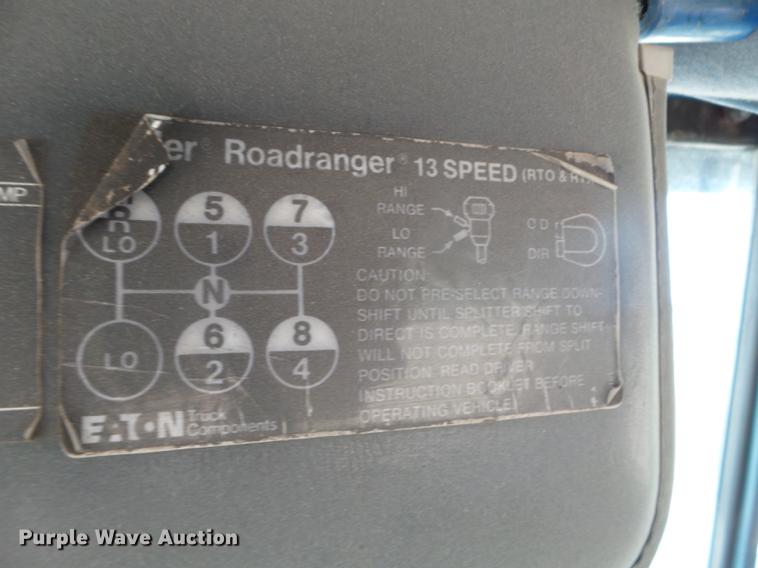 er® Roadranger® 13 SPEED (RTO &
MP
LO
5
1
7
3
N
LO
6
2
8
4
HI
RANGE
LO
RANGE
O D
DIR
CAUTION:
DO NOT PRE-SELECT RANGE DOWN-
SHIFT UNTIL SPLITTER SHIFT TO
DIRECT IS COMPLETE. RANGE SHIFT
WILL NOT COMPLETE FROM SPLIT
POSITION. READ DRIVER
INSTRUCTION BOOKLET BEFORE
OPERATING VEHICLE
EATON Truck
Components
Purple Wave Auction